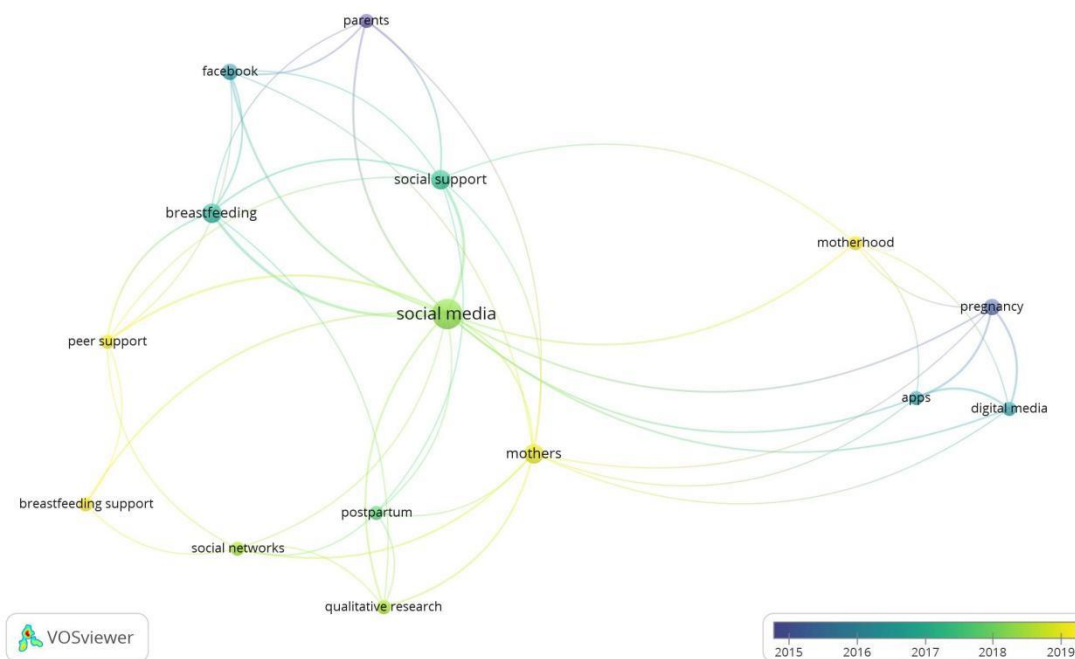 parents
facebook
social support
breastfeeding
motherhood
pregnancy
social media
peer support
apps
digital media
mothers
breastfeeding support
postpartum
social networks
qualitative research
VOSviewer
2015 2016 2017 2018 2019